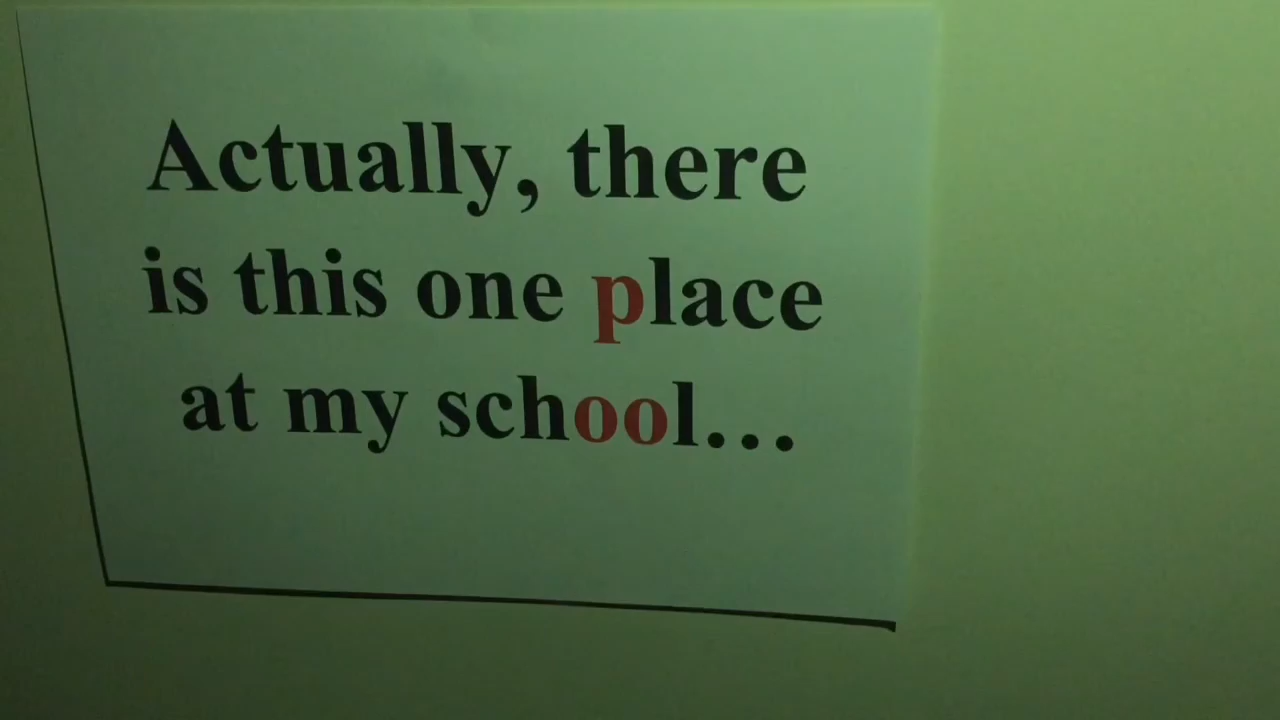 Actually, there
is this one place
at my school...